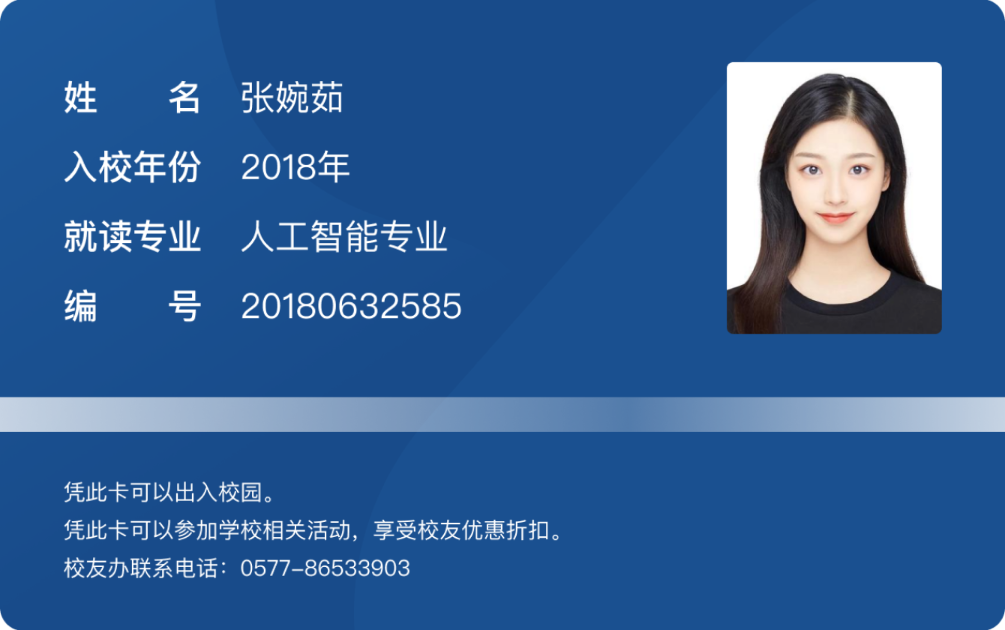 姓名 张婉茹
入校年份 2018年
就读专业 人工智能专业
编号 20180632585
凭此卡可以出入校园。
凭此卡可以参加学校相关活动，享受校友优惠折扣。
校友办联系电话：0577-86533903